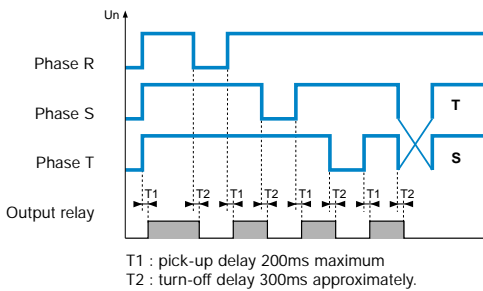 Un
Phase R
Phase S
T
Phase T
S
T1 T2 T1 T2 T1 T2 T1 T2
Output relay
T1 : pick-up delay 200ms maximum
T2 : turn-off delay 300ms approximately.